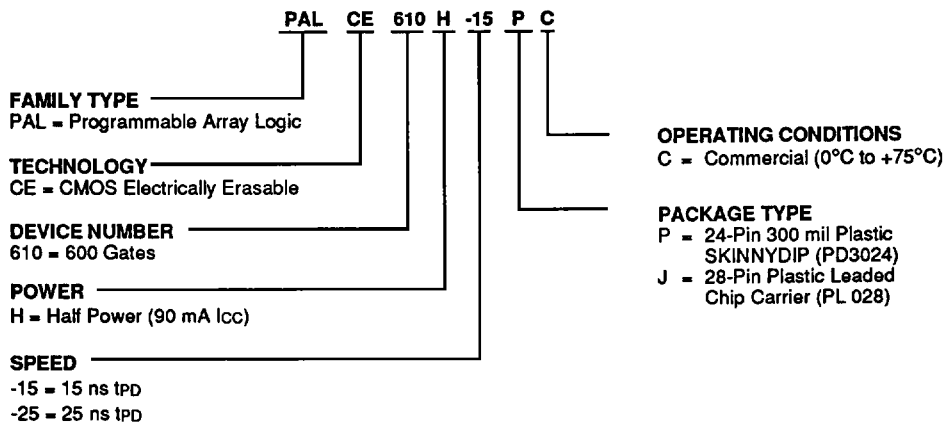 PAL CE 610 H -15 P C
FAMILY TYPE
PAL = Programmable Array Logic
TECHNOLOGY
CE = CMOS Electrically Erasable
DEVICE NUMBER
610 = 600 Gates
POWER
H = Half Power (90 mA ICC)
SPEED
-15 = 15 ns tPD
-25 = 25 ns tPD
OPERATING CONDITIONS
C = Commercial (0°C to +75°C)
PACKAGE TYPE
P = 24-Pin 300 mil Plastic
SKINNYDIP (PD3024)
J = 28-Pin Plastic Leaded
Chip Carrier (PL 028)